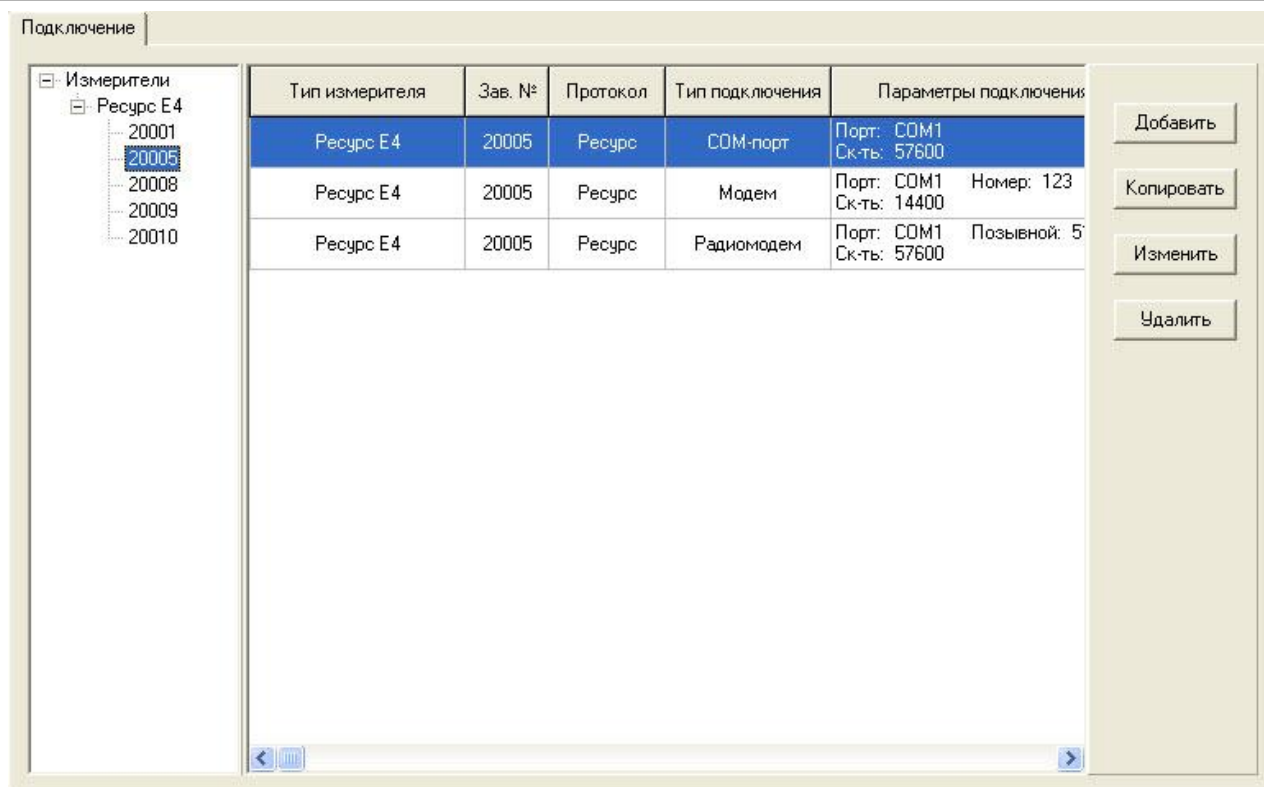 Подключение
Измерители
Ресурс Е4
20001
20005
20008
20009
20010
Тип измерителя Зав. № Протокол Тип подключения Параметры подключения
Ресурс Е4 20005 Ресурс COM-порт Порт: COM1
Ск-ть: 57600
Ресурс Е4 20005 Ресурс Модем Порт: COM1 Номер: 123
Ск-ть: 14400
Ресурс Е4 20005 Ресурс Радиомодем Порт: COM1 Позывной:
Ск-ть: 57600
Добавить
Копировать
Изменить
Удалить